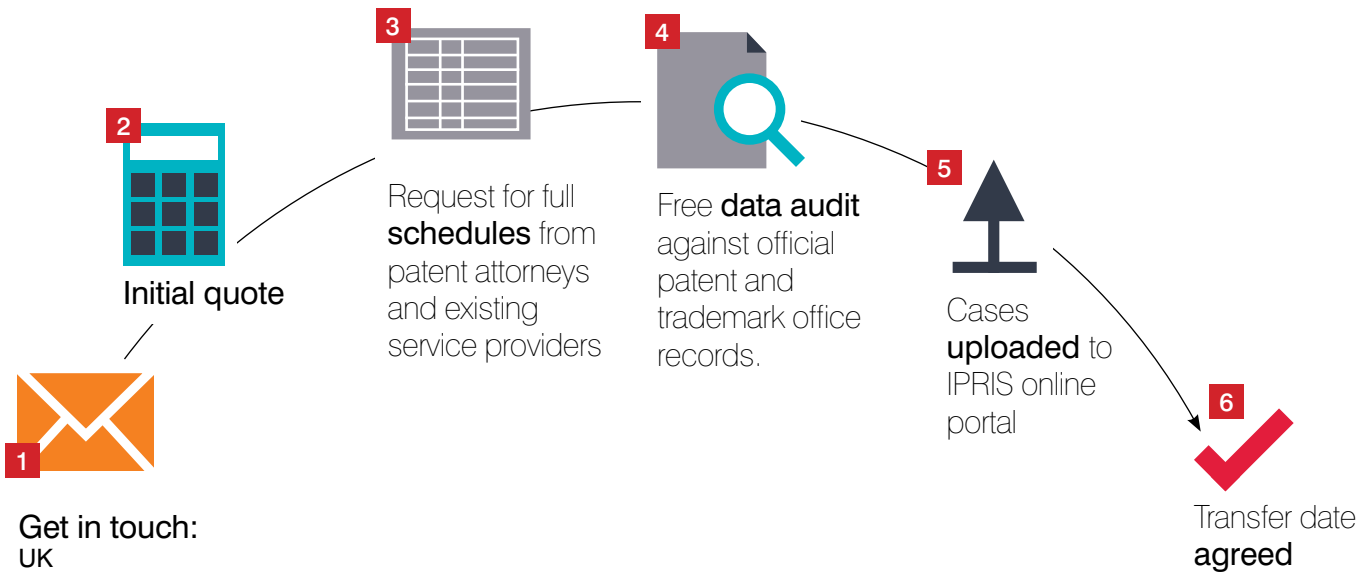 1
Get in touch:
UK
2
Initial quote
3
Request for full
schedules from
patent attorneys
and existing
service providers
4
Free data audit
against official
patent and
trademark office
records.
5
Cases
uploaded to
IPRIS online
portal
6
Transfer date
agreed